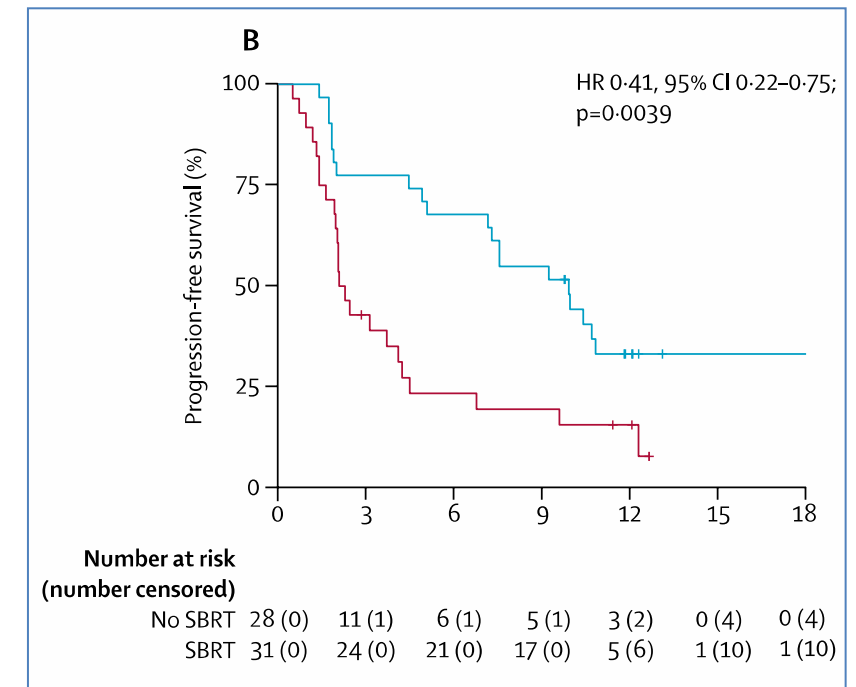 B
HR 0·41, 95% CI 0·22–0·75;
p=0·0039
Progression-free survival (%)
100
75
50
25
0
0 3 6 9 12 15 18
Number at risk
(number censored)
No SBRT 28 (0) 11 (1) 6 (1) 5 (1) 3 (2) 0 (4) 0 (4)
SBRT 31 (0) 24 (0) 21 (0) 17 (0) 5 (6) 1 (10) 1 (10)